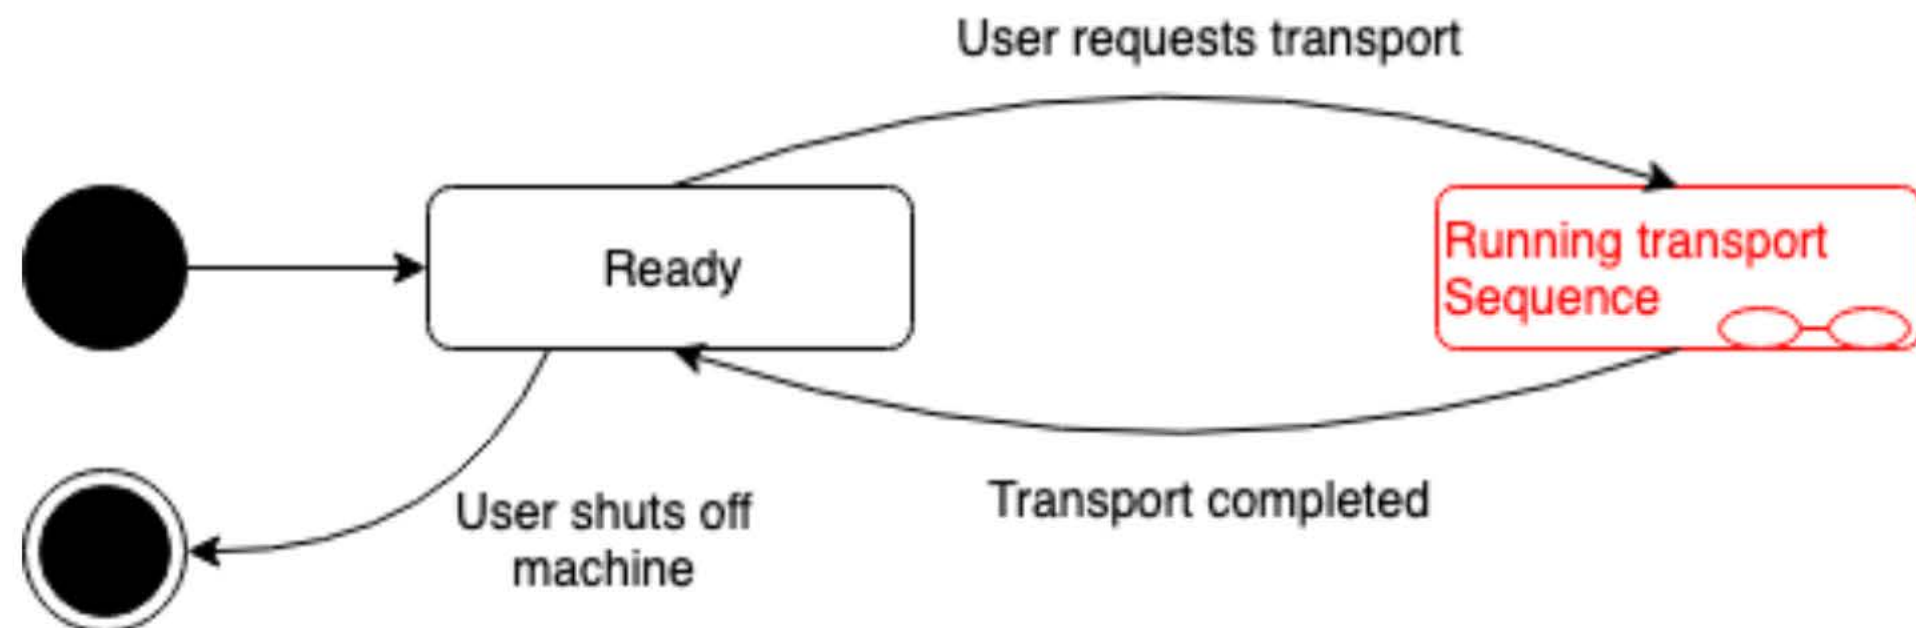 User requests transport
Ready
Running transport
Sequence
User shuts off
machine
Transport completed